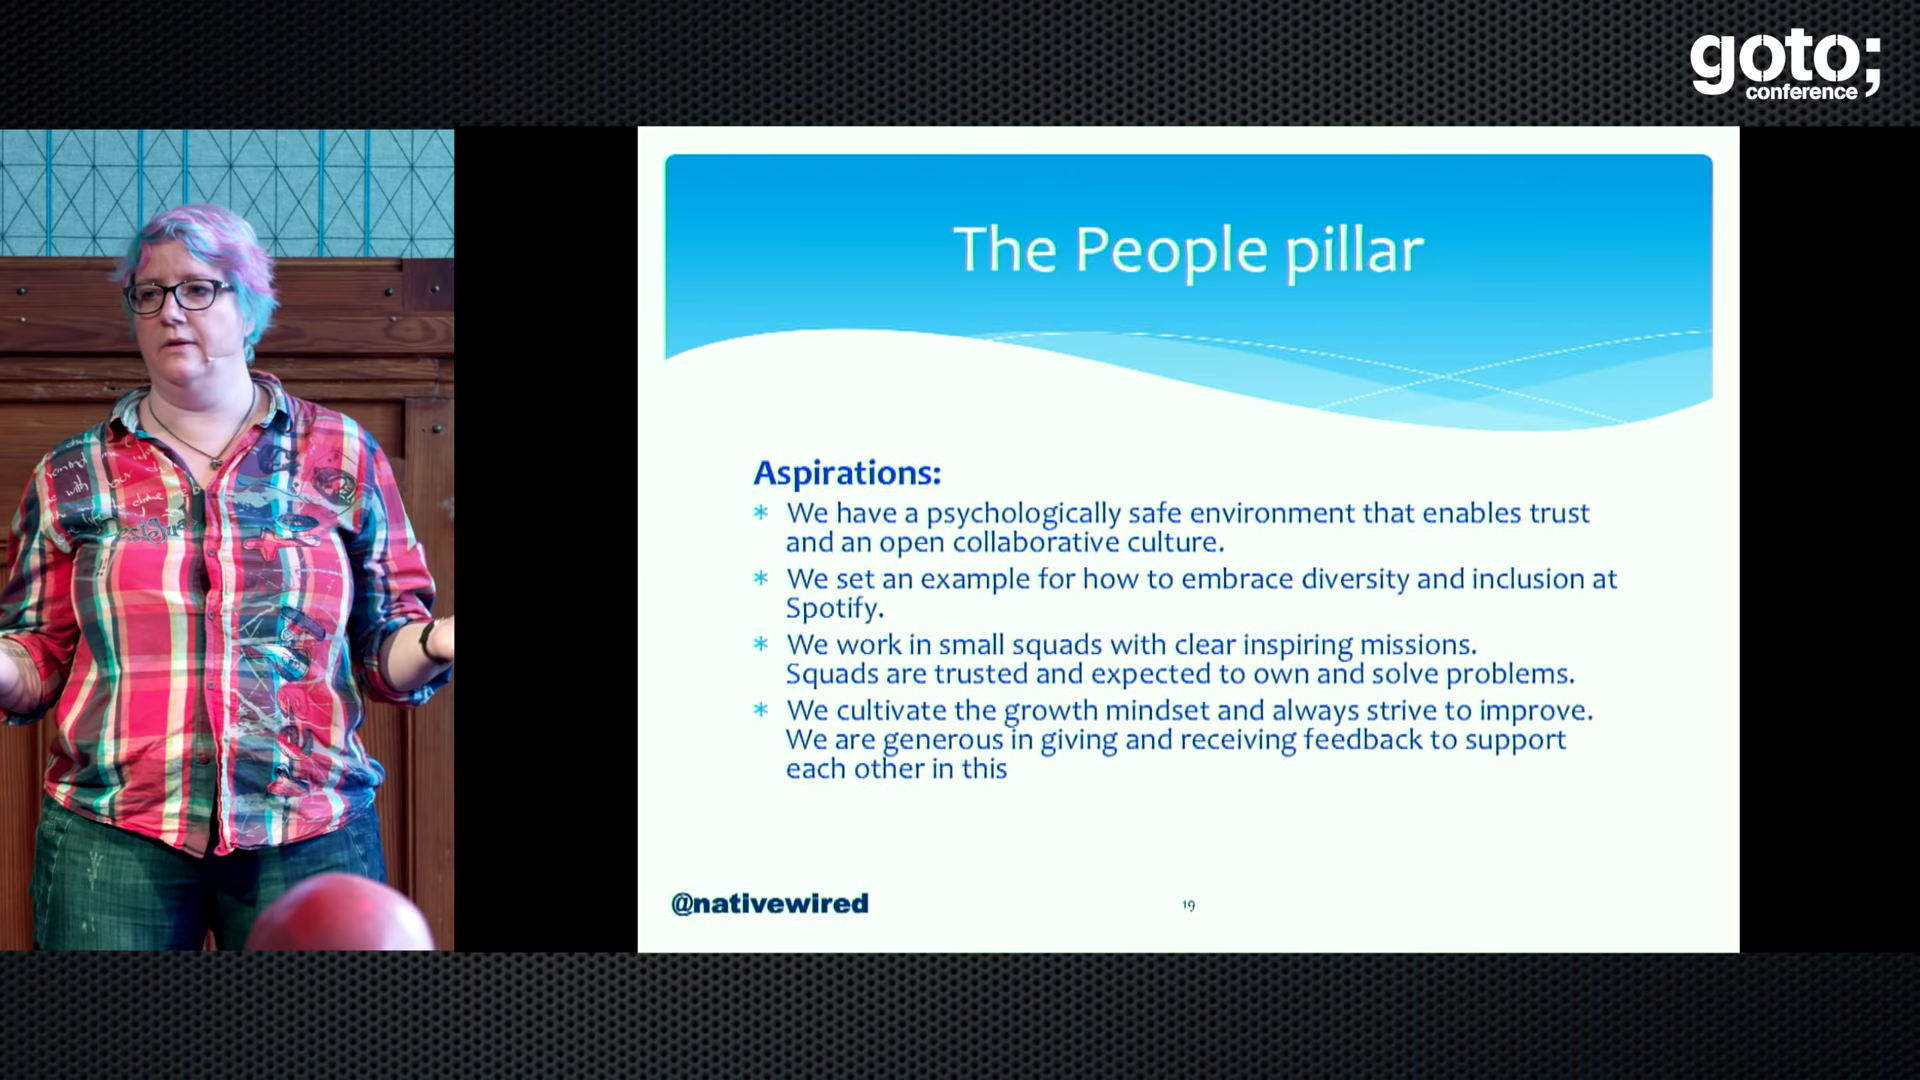 goto;
conference
The People pillar
Aspirations:
* We have a psychologically safe environment that enables trust
and an open collaborative culture.
* We set an example for how to embrace diversity and inclusion at
Spotify.
* We work in small squads with clear inspiring missions.
Squads are trusted and expected to own and solve problems.
* We cultivate the growth mindset and always strive to improve.
We are generous in giving and receiving feedback to support
each other in this
@nativewired
19
Desigual